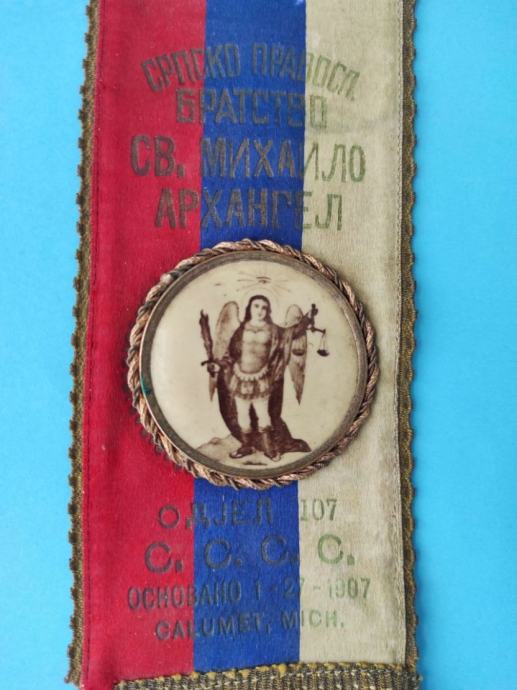 СРПСКО ПРАВОСЛ.
БРАТСТВО
СВ. МИХАИЛО
АРХАНГЕЛ
ОДЈЕЛ 107
С. С. С. С.
ОСНОВАНО 1-27-1907
CALUMET, MICH.